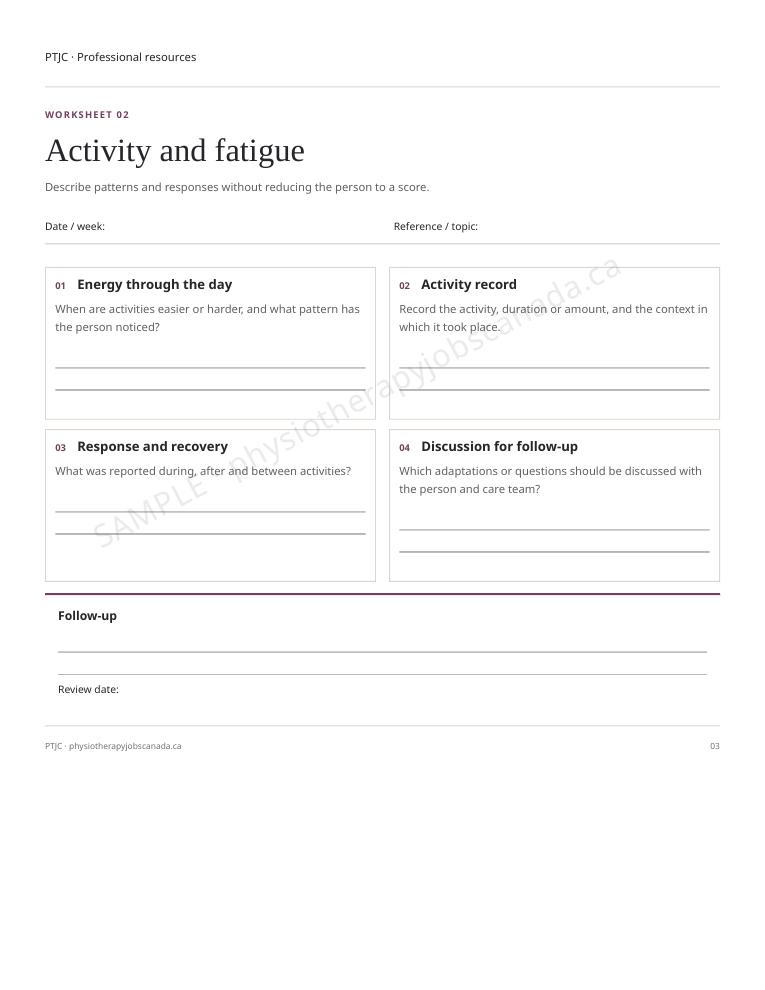 PTJC · Professional resources
WORKSHEET 02
Activity and fatigue
Describe patterns and responses without reducing the person to a score.
Date / week:
Reference / topic:
01 Energy through the day
When are activities easier or harder, and what pattern has
the person noticed?
02 Activity record
Record the activity, duration or amount, and the context in
which it took place.
03 Response and recovery
What was reported during, after and between activities?
04 Discussion for follow-up
Which adaptations or questions should be discussed with
the person and care team?
SAMPLE · physiotherapyjobscanada.ca
Follow-up
Review date:
PTJC · physiotherapyjobscanada.ca
03